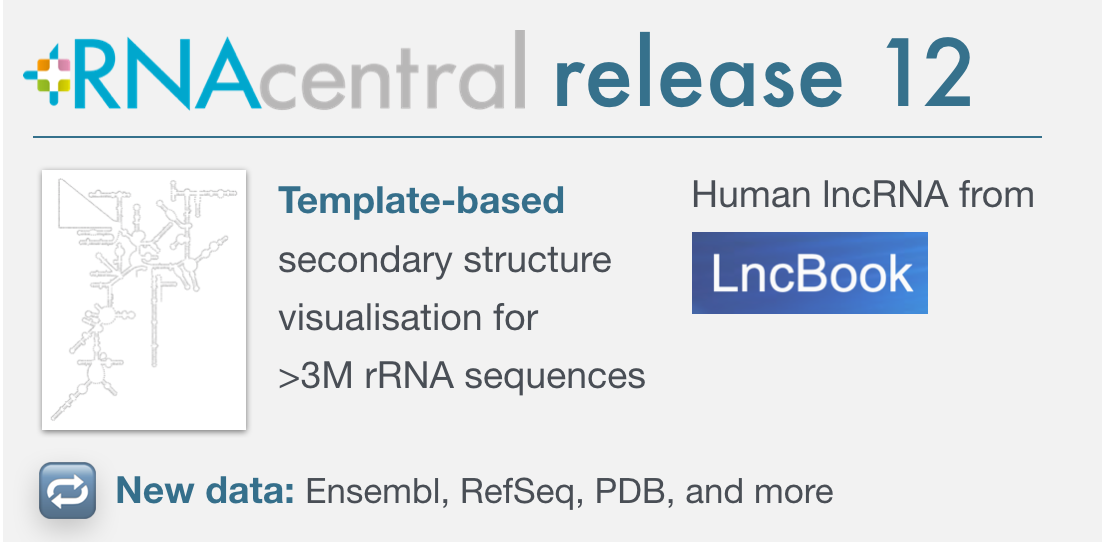 RNAcentral release 12
Template-based
secondary structure
visualisation for
>3M rRNA sequences
Human lncRNA from
LncBook
New data: Ensembl, RefSeq, PDB, and more